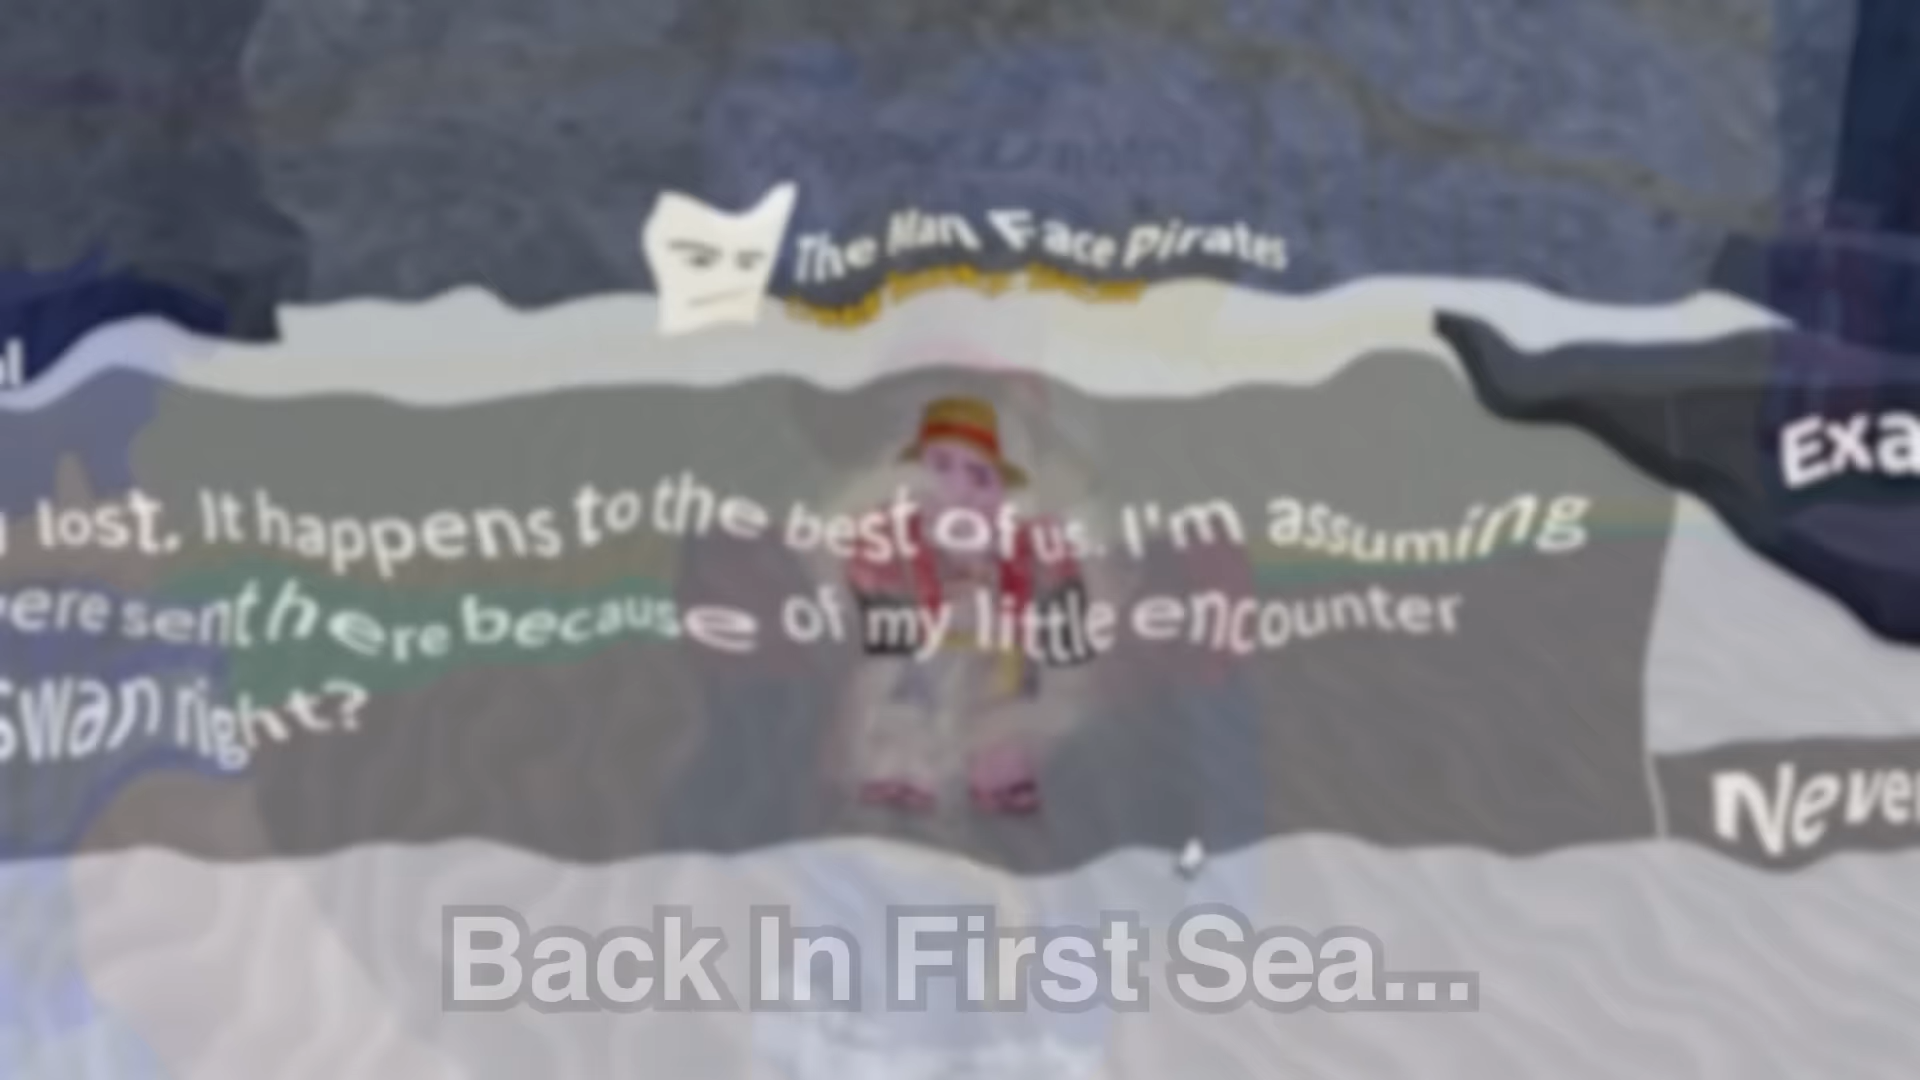 The Man Face Pirates
Exa
lost. It happens to the best of us. I'm assuming
ere sent here because of my little encounter
Swan right?
Never
Back In First Sea...